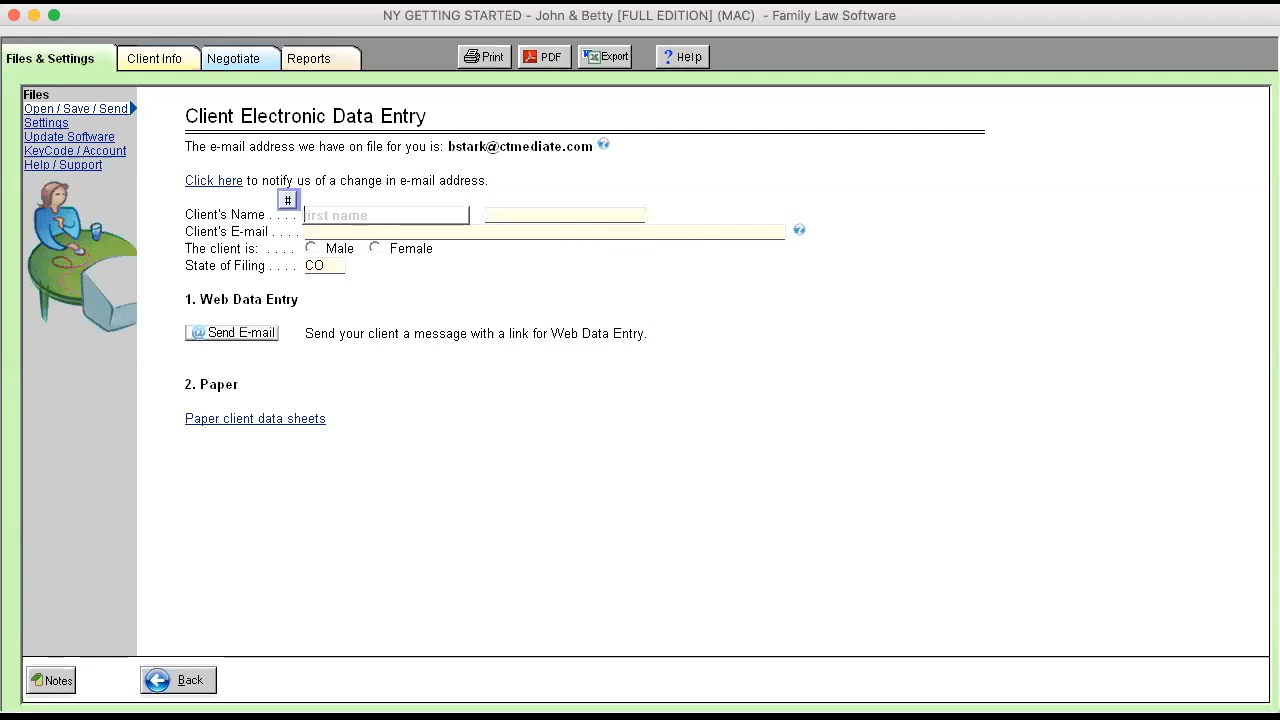 NY GETTING STARTED - John & Betty [FULL EDITION] (MAC) - Family Law Software
Files & Settings Client Info Negotiate Reports Print PDF Export ? Help
Files
Open / Save / Send
Settings
Update Software
KeyCode / Account
Help / Support
Client Electronic Data Entry
The e-mail address we have on file for you is: bstark@ctmediate.com ?
Click here to notify us of a change in e-mail address.
#
Client's Name . . . . first name
Client's E-mail . . . . ?
The client is: . . . . Male Female
State of Filing . . . . CO
1. Web Data Entry
@ Send E-mail Send your client a message with a link for Web Data Entry.
2. Paper
Paper client data sheets
Notes Back